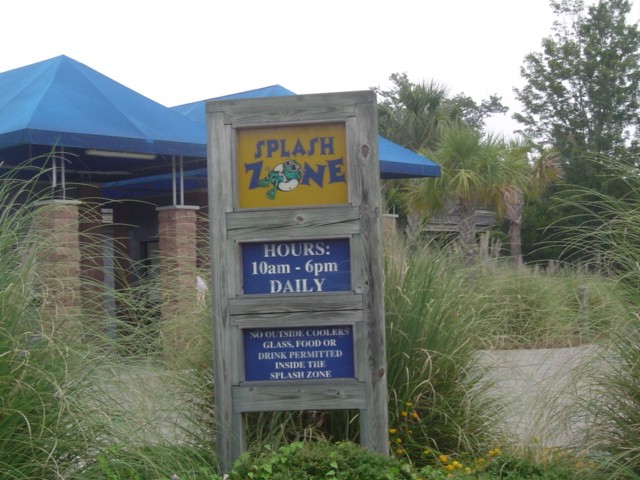 SPLASH
ZONE
HOURS:
10am - 6pm
DAILY
NO OUTSIDE COOLERS
GLASS, FOOD OR
DRINK PERMITTED
INSIDE THE
SPLASH ZONE